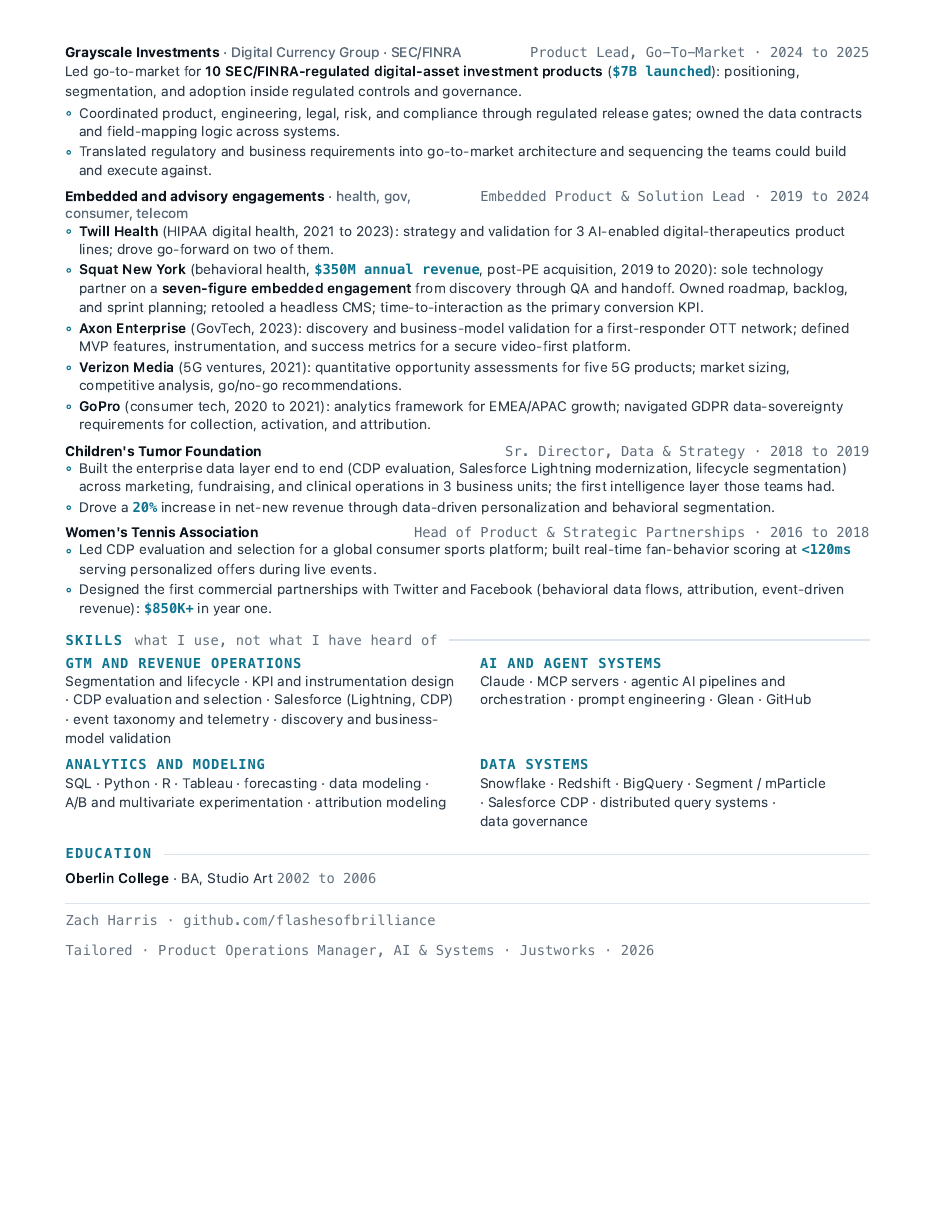 Grayscale Investments · Digital Currency Group · SEC/FINRA Product Lead, Go-To-Market · 2024 to 2025
Led go-to-market for 10 SEC/FINRA-regulated digital-asset investment products ($7B launched): positioning,
segmentation, and adoption inside regulated controls and governance.
∘ Coordinated product, engineering, legal, risk, and compliance through regulated release gates; owned the data contracts
and field-mapping logic across systems.
∘ Translated regulatory and business requirements into go-to-market architecture and sequencing the teams could build
and execute against.
Embedded and advisory engagements · health, gov, Embedded Product & Solution Lead · 2019 to 2024
consumer, telecom
∘ Twill Health (HIPAA digital health, 2021 to 2023): strategy and validation for 3 AI-enabled digital-therapeutics product
lines; drove go-forward on two of them.
∘ Squat New York (behavioral health, $350M annual revenue, post-PE acquisition, 2019 to 2020): sole technology
partner on a seven-figure embedded engagement from discovery through QA and handoff. Owned roadmap, backlog,
and sprint planning; retooled a headless CMS; time-to-interaction as the primary conversion KPI.
∘ Axon Enterprise (GovTech, 2023): discovery and business-model validation for a first-responder OTT network; defined
MVP features, instrumentation, and success metrics for a secure video-first platform.
∘ Verizon Media (5G ventures, 2021): quantitative opportunity assessments for five 5G products; market sizing,
competitive analysis, go/no-go recommendations.
∘ GoPro (consumer tech, 2020 to 2021): analytics framework for EMEA/APAC growth; navigated GDPR data-sovereignty
requirements for collection, activation, and attribution.
Children's Tumor Foundation Sr. Director, Data & Strategy · 2018 to 2019
∘ Built the enterprise data layer end to end (CDP evaluation, Salesforce Lightning modernization, lifecycle segmentation)
across marketing, fundraising, and clinical operations in 3 business units; the first intelligence layer those teams had.
∘ Drove a 20% increase in net-new revenue through data-driven personalization and behavioral segmentation.
Women's Tennis Association Head of Product & Strategic Partnerships · 2016 to 2018
∘ Led CDP evaluation and selection for a global consumer sports platform; built real-time fan-behavior scoring at <120ms
serving personalized offers during live events.
∘ Designed the first commercial partnerships with Twitter and Facebook (behavioral data flows, attribution, event-driven
revenue): $850K+ in year one.
SKILLS what I use, not what I have heard of
GTM AND REVENUE OPERATIONS
Segmentation and lifecycle · KPI and instrumentation design
· CDP evaluation and selection · Salesforce (Lightning, CDP)
· event taxonomy and telemetry · discovery and business-
model validation
AI AND AGENT SYSTEMS
Claude · MCP servers · agentic AI pipelines and
orchestration · prompt engineering · Glean · GitHub
ANALYTICS AND MODELING
SQL · Python · R · Tableau · forecasting · data modeling ·
A/B and multivariate experimentation · attribution modeling
DATA SYSTEMS
Snowflake · Redshift · BigQuery · Segment / mParticle
· Salesforce CDP · distributed query systems ·
data governance
EDUCATION
Oberlin College · BA, Studio Art 2002 to 2006
Zach Harris · github.com/flashesofbrilliance
Tailored · Product Operations Manager, AI & Systems · Justworks · 2026